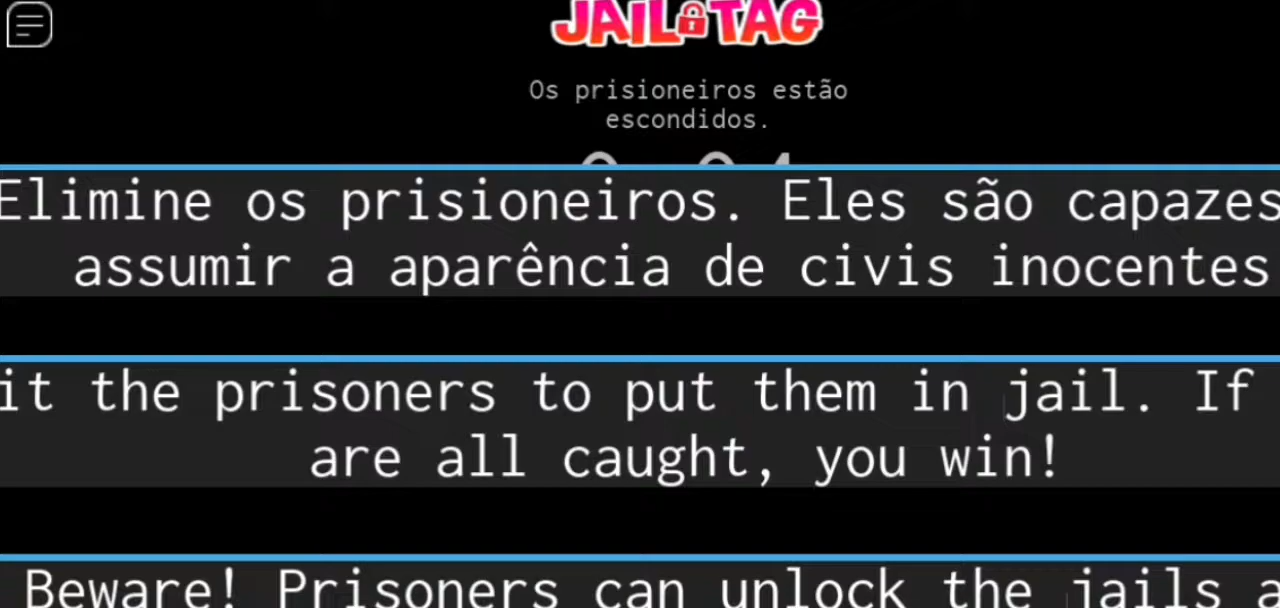 JAIL TAG
Os prisioneiros estão
escondidos.
Elimine os prisioneiros. Eles são capazes
assumir a aparência de civis inocentes
the prisoners to put them in jail. If
are all caught, you win!
Beware! Prisoners can unlock the jails